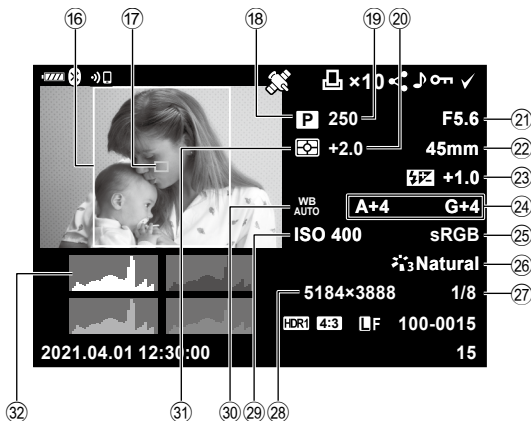 ⑯ ⑰ ⑱ ⑲ ⑳
×10
P 250 F5.6 ㉑
+2.0 45mm ㉒
+1.0 ㉓
WB AUTO A+4 G+4 ㉔
ISO 400 sRGB ㉕
3 Natural ㉖
5184×3888 1/8 ㉗
HDR1 4:3 LF 100-0015
2021.04.01 12:30:00 15
㉜ ㉛ ㉚ ㉙ ㉘